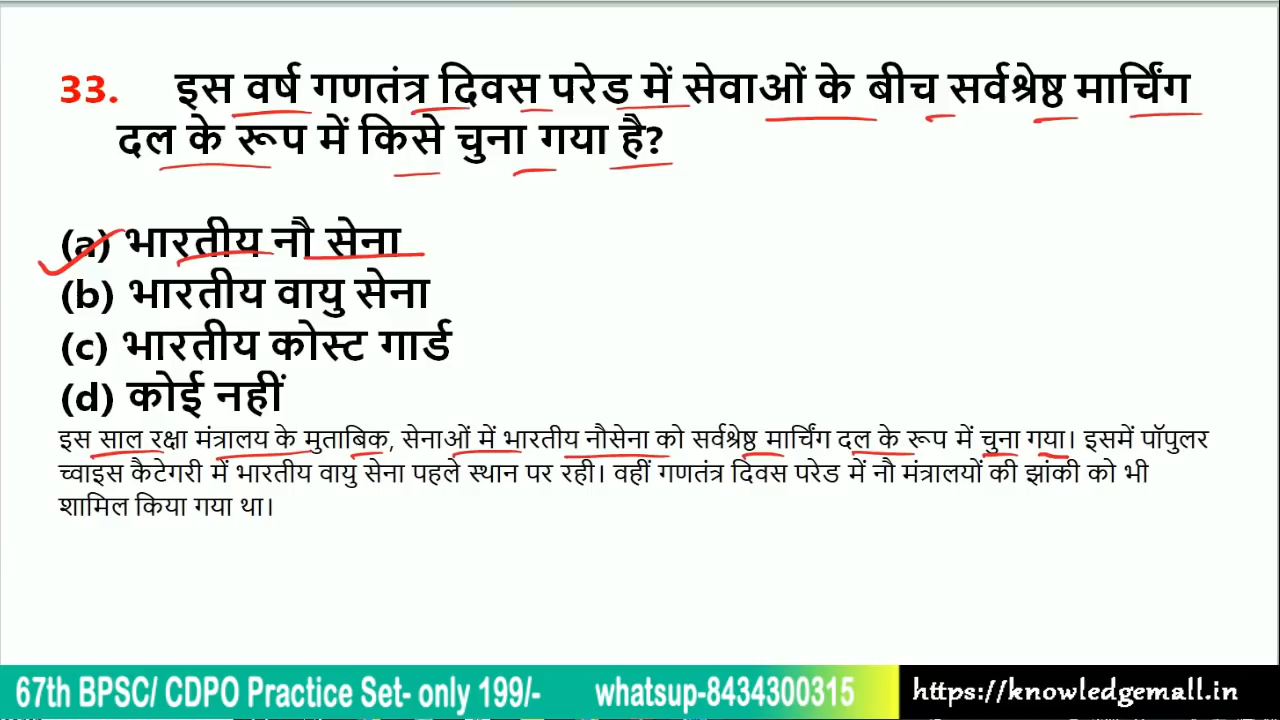 33. इस वर्ष गणतंत्र दिवस परेड में सेवाओं के बीच सर्वश्रेष्ठ मार्चिंग
दल के रूप में किसे चुना गया है?
(a) भारतीय नौ सेना
(b) भारतीय वायु सेना
(c) भारतीय कोस्ट गार्ड
(d) कोई नहीं
इस साल रक्षा मंत्रालय के मुताबिक, सेनाओं में भारतीय नौसेना को सर्वश्रेष्ठ मार्चिंग दल के रूप में चुना गया। इसमें पॉपुलर
च्वाइस कैटेगरी में भारतीय वायु सेना पहले स्थान पर रही। वहीं गणतंत्र दिवस परेड में नौ मंत्रालयों की झांकी को भी
शामिल किया गया था।
67th BPSC/ CDPO Practice Set- only 199/- whatsup-8434300315 https://knowledgemall.in